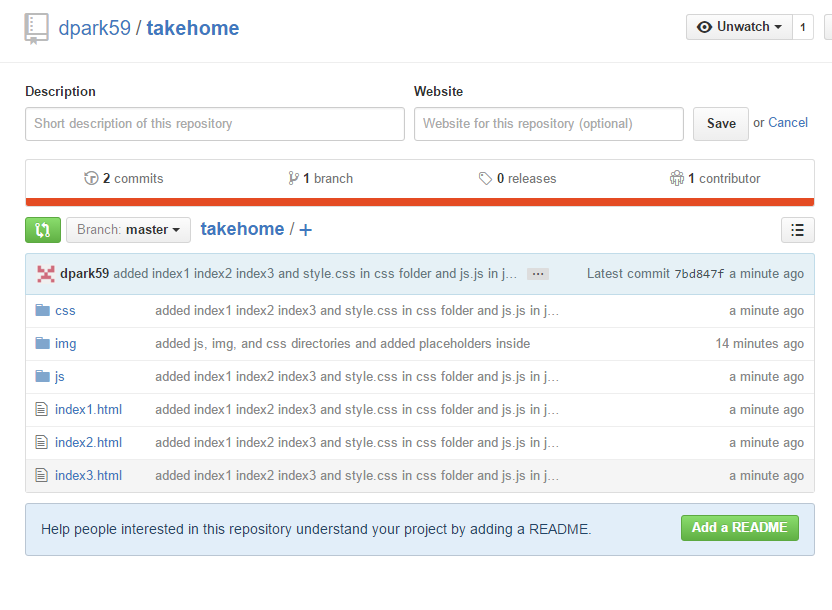 dpark59 / takehome
Unwatch 1
Description Website
Short description of this repository Website for this repository (optional) Save or Cancel
2 commits 1 branch 0 releases 1 contributor
Branch: master takehome / +
dpark59 added index1 index2 index3 and style.css in css folder and js.js in j… … Latest commit 7bd847f a minute ago
css added index1 index2 index3 and style.css in css folder and js.js in j… a minute ago
img added js, img, and css directories and added placeholders inside 14 minutes ago
js added index1 index2 index3 and style.css in css folder and js.js in j… a minute ago
index1.html added index1 index2 index3 and style.css in css folder and js.js in j… a minute ago
index2.html added index1 index2 index3 and style.css in css folder and js.js in j… a minute ago
index3.html added index1 index2 index3 and style.css in css folder and js.js in j… a minute ago
Help people interested in this repository understand your project by adding a README. Add a README